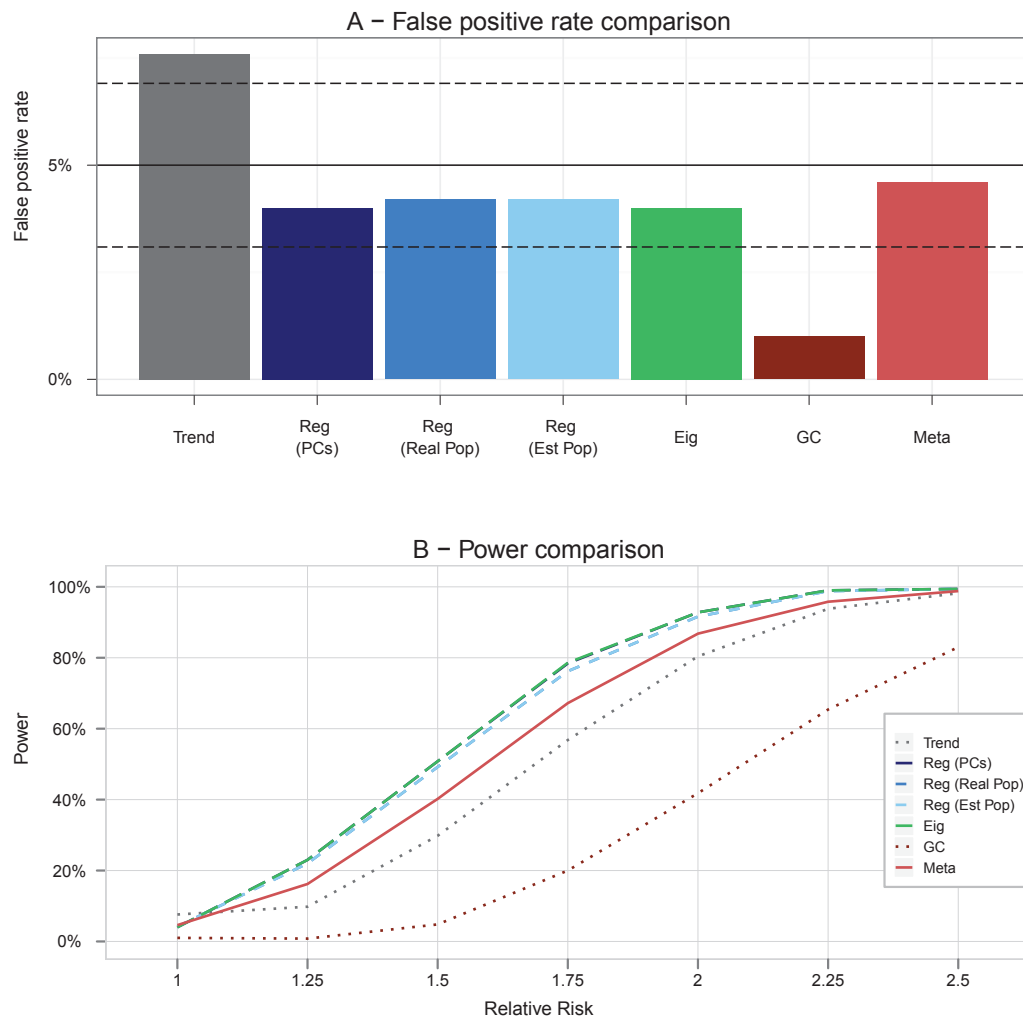 A − False positive rate comparison
False positive rate
5%
0%
Trend
Reg
(PCs)
Reg
(Real Pop)
Reg
(Est Pop)
Eig
GC
Meta
B − Power comparison
Power
100%
80%
60%
40%
20%
0%
Trend
Reg (PCs)
Reg (Real Pop)
Reg (Est Pop)
Eig
GC
Meta
1
1.25
1.5
1.75
2
2.25
2.5
Relative Risk